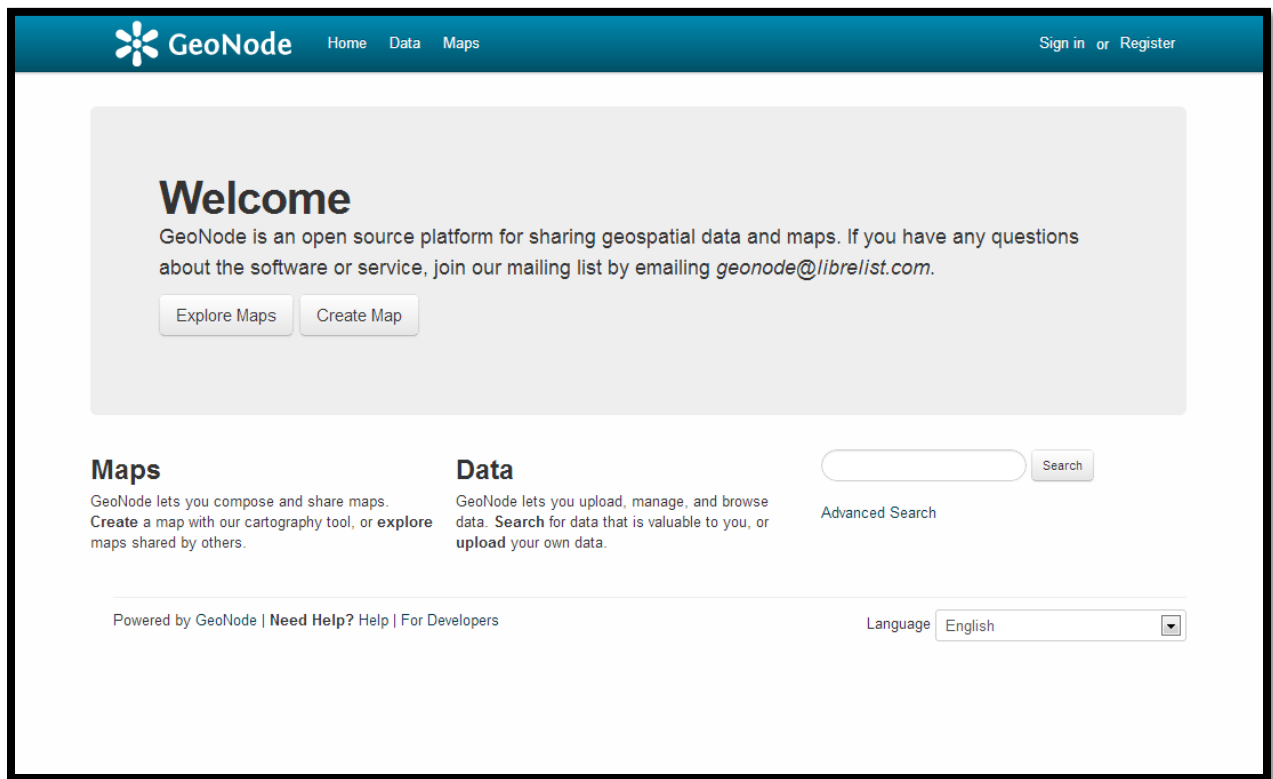 GeoNode Home Data Maps Sign in or Register
Welcome
GeoNode is an open source platform for sharing geospatial data and maps. If you have any questions
about the software or service, join our mailing list by emailing geonode@librelist.com.
Explore Maps Create Map
Maps
GeoNode lets you compose and share maps.
Create a map with our cartography tool, or explore
maps shared by others.
Data
GeoNode lets you upload, manage, and browse
data. Search for data that is valuable to you, or
upload your own data.
Search
Advanced Search
Powered by GeoNode | Need Help? Help | For Developers
Language English